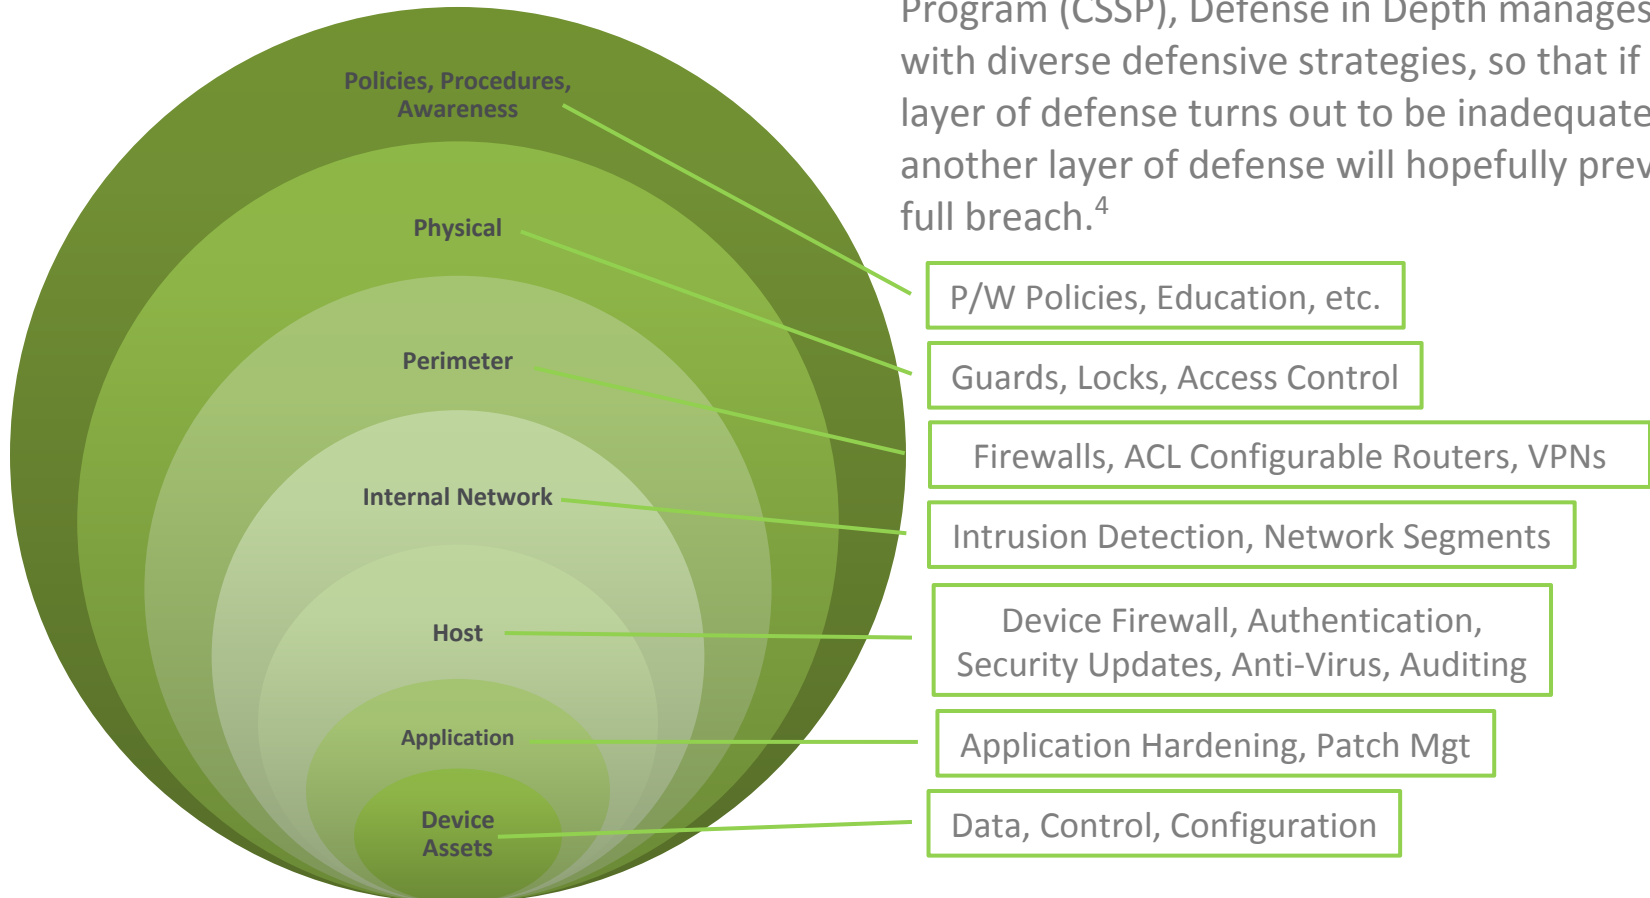 Program (CSSP), Defense in Depth manages
with diverse defensive strategies, so that if
layer of defense turns out to be inadequate
another layer of defense will hopefully prev
full breach.4
Policies, Procedures,
Awareness
Physical
Perimeter
Internal Network
Host
Application
Device
Assets
P/W Policies, Education, etc.
Guards, Locks, Access Control
Firewalls, ACL Configurable Routers, VPNs
Intrusion Detection, Network Segments
Device Firewall, Authentication,
Security Updates, Anti-Virus, Auditing
Application Hardening, Patch Mgt
Data, Control, Configuration